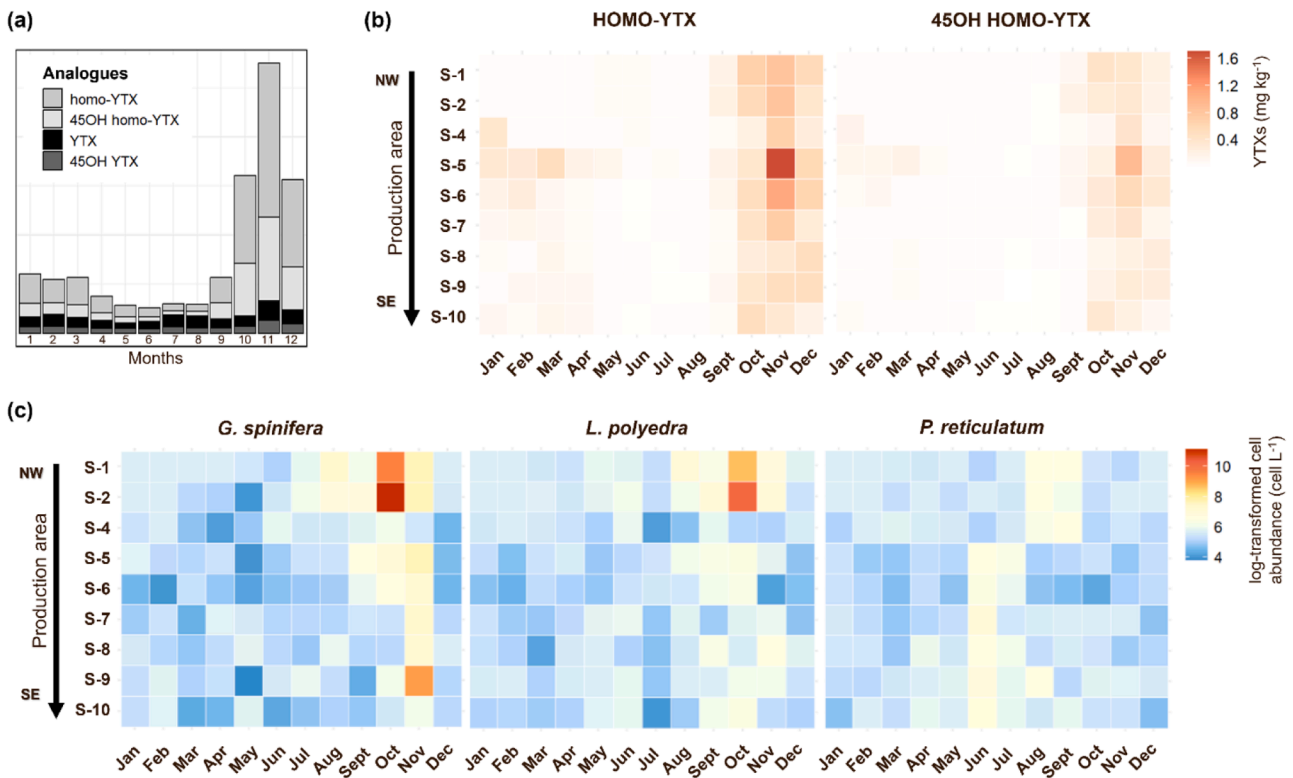 (a)
Analogues
homo-YTX
45OH homo-YTX
YTX
45OH YTX
1 2 3 4 5 6 7 8 9 10 11 12
Months
(b)
HOMO-YTX
45OH HOMO-YTX
NW
Production area
SE
S-1
S-2
S-4
S-5
S-6
S-7
S-8
S-9
S-10
Jan Feb Mar Apr May Jun Jul Aug Sept Oct Nov Dec
Jan Feb Mar Apr May Jun Jul Aug Sept Oct Nov Dec
1.6
1.2
0.8
0.4
YTXs (mg kg⁻¹)
(c)
G. spinifera
L. polyedra
P. reticulatum
NW
Production area
SE
S-1
S-2
S-4
S-5
S-6
S-7
S-8
S-9
S-10
Jan Feb Mar Apr May Jun Jul Aug Sept Oct Nov Dec
Jan Feb Mar Apr May Jun Jul Aug Sept Oct Nov Dec
Jan Feb Mar Apr May Jun Jul Aug Sept Oct Nov Dec
10
8
6
4
log-transformed cell
abundance (cell L⁻¹)